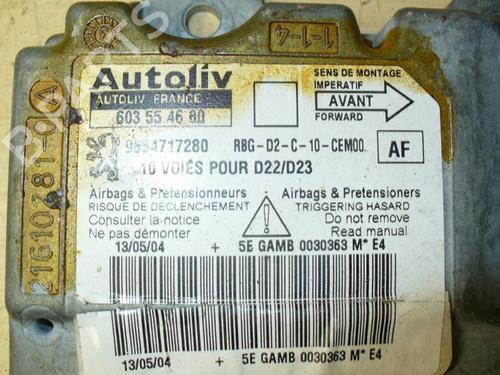 1-1-4
Autoliv
AUTOLIV FRANCE
603 55 46 80
SENS DE MONTAGE
IMPERATIF
AVANT
FORWARD
9654717280
RBG-D2-C-10-CEM00
AF
10 VOIES POUR D22/D23
Airbags & Pretensionneurs
RISQUE DE DECLENCHEMENT
Consulter la notice
Ne pas démonter
Airbags & Pretensioners
TRIGGERING HASARD
Do not remove
Read manual
13/05/04 + 5E GAMB 0030363 M* E4
13/05/04 + 5E GAMB 0030363 M* E4
21610781-0 A